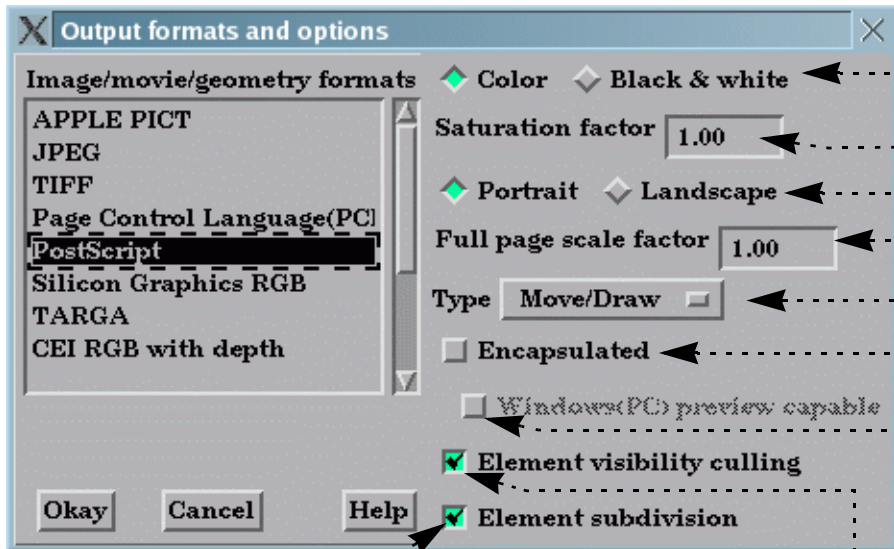 Output formats and options
Image/movie/geometry formats
APPLE PICT
JPEG
TIFF
Page Control Language(PCl
PostScript
Silicon Graphics RGB
TARGA
CEI RGB with depth
Okay Cancel Help
Color Black & white
Saturation factor 1.00
Portrait Landscape
Full page scale factor 1.00
Type Move/Draw
Encapsulated
Windows(PC) preview capable
Element visibility culling
Element subdivision